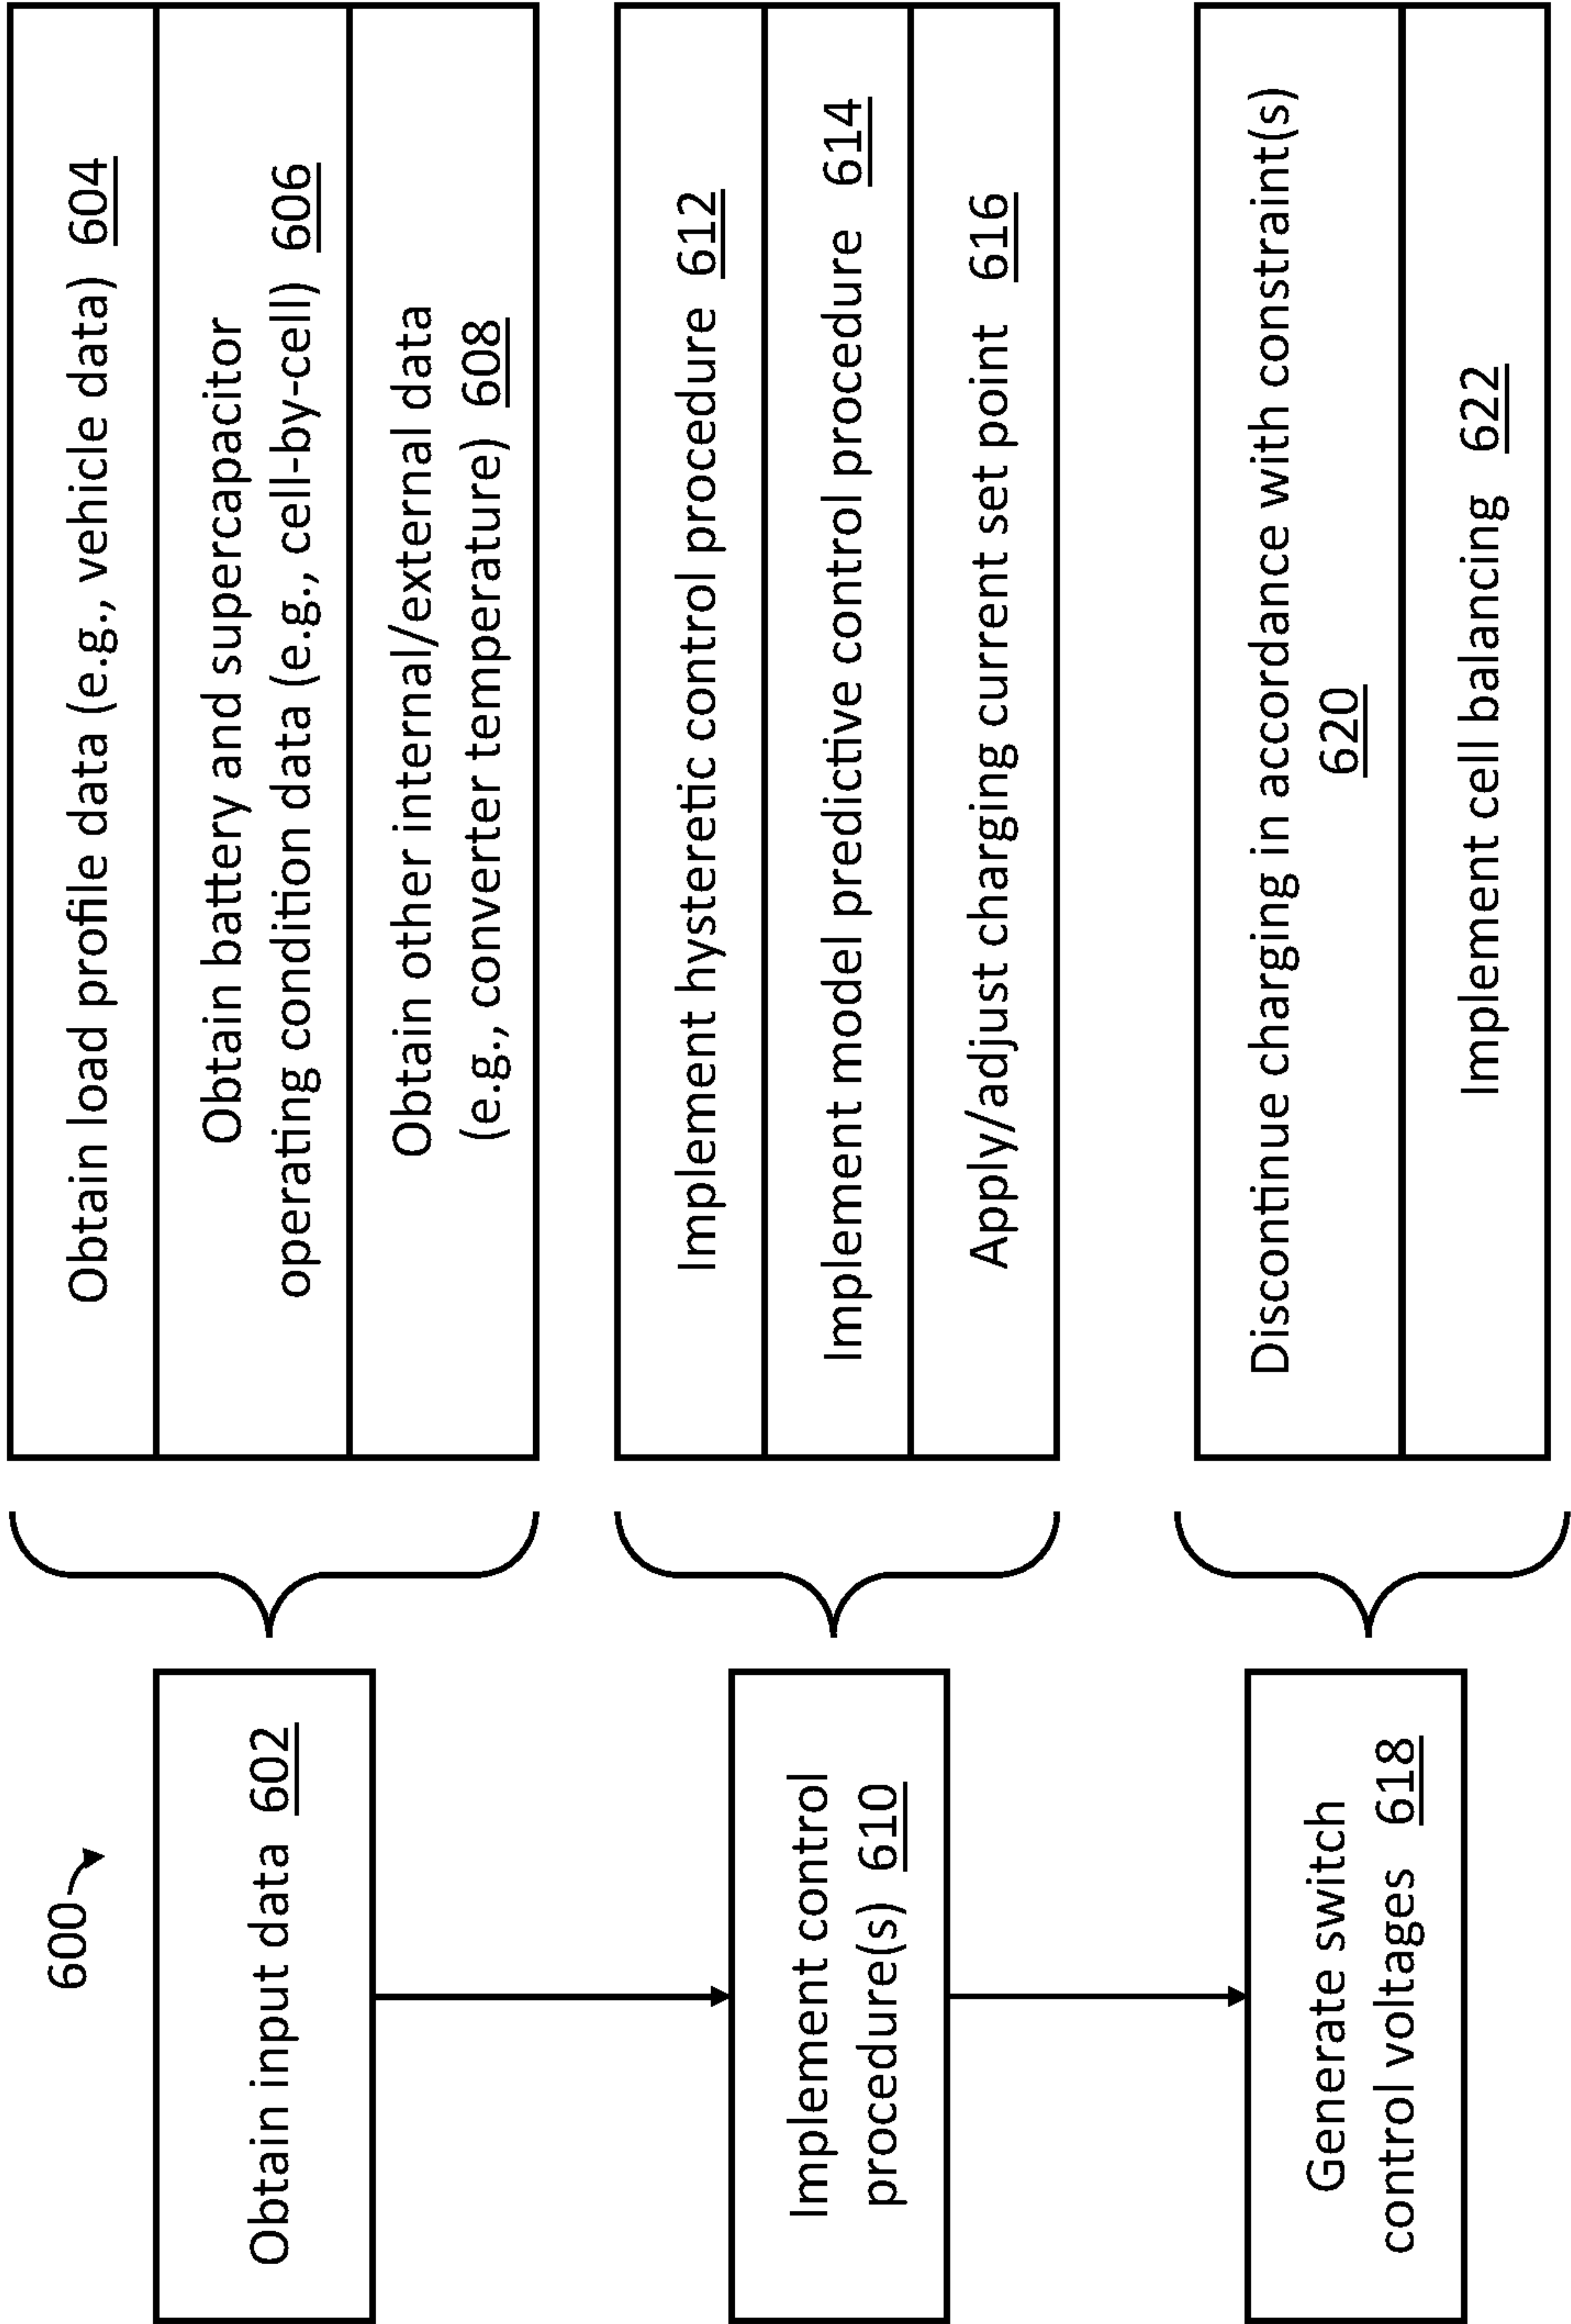 600
Obtain input data 602
Obtain load profile data (e.g., vehicle data) 604
Obtain battery and supercapacitor
operating condition data (e.g., cell-by-cell) 606
Obtain other internal/external data
(e.g., converter temperature) 608
Implement control
procedure(s) 610
Implement hysteretic control procedure 612
Implement model predictive control procedure 614
Apply/adjust charging current set point 616
Generate switch
control voltages 618
Discontinue charging in accordance with constraint(s)
620
Implement cell balancing 622